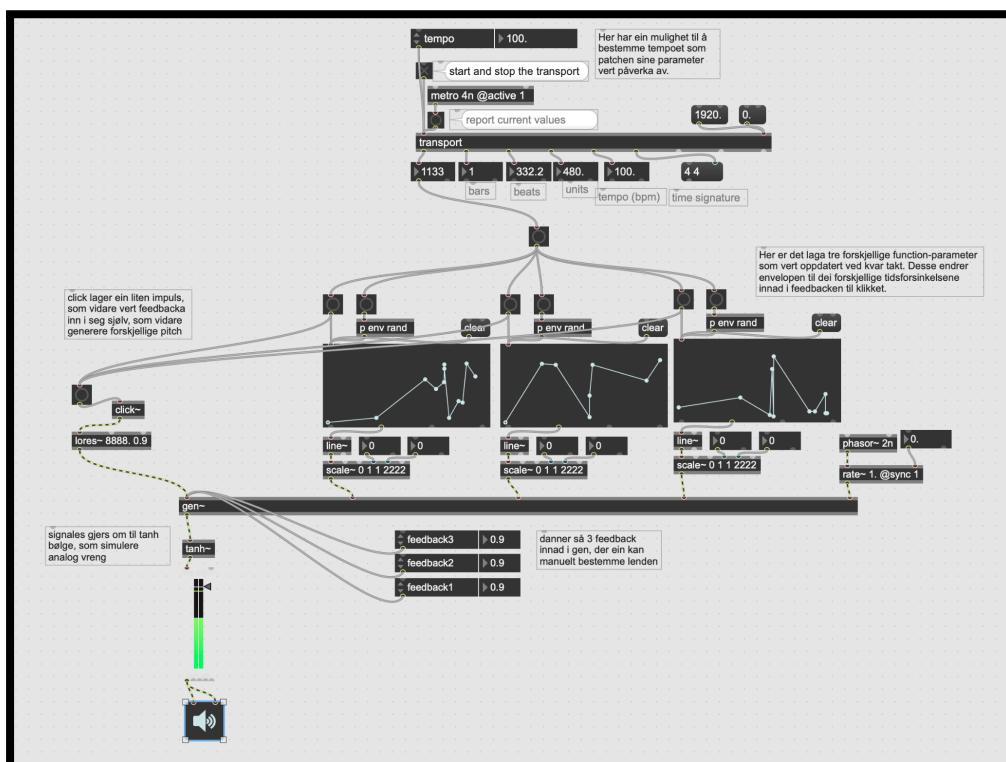 tempo 100.
Her har ein mulighet til å
bestemme tempoet som
patchen sine parameter
vert påverka av.
start and stop the transport
metro 4n @active 1
report current values
1920. 0.
transport
1133 1 332.2 480. 100. 4 4
bars beats units tempo (bpm) time signature
Her er det laga tre forskjellige function-parameter
som vert oppdatert ved kvar takt. Desse endrer
envelopen til dei forskjellige tidsforsinkelsene
innad i feedbacken til klikket.
click lager ein liten impuls,
som vidare vert feedbacka
inn i seg sjølv, som vidare
generere forskjellige pitch
p env rand clear p env rand clear p env rand clear
click~
lores~ 8888. 0.9
line~ 0 0 line~ 0 0 line~ 0 0 phasor~ 2n 0.
scale~ 0 1 1 2222 scale~ 0 1 1 2222 scale~ 0 1 1 2222 rate~ 1. @sync 1
gen~
signales gjers om til tanh
bølge, som simulere
analog vreng
tanh~
feedback3 0.9
feedback2 0.9
feedback1 0.9
danner så 3 feedback
innad i gen, der ein kan
manuelt bestemme lenden